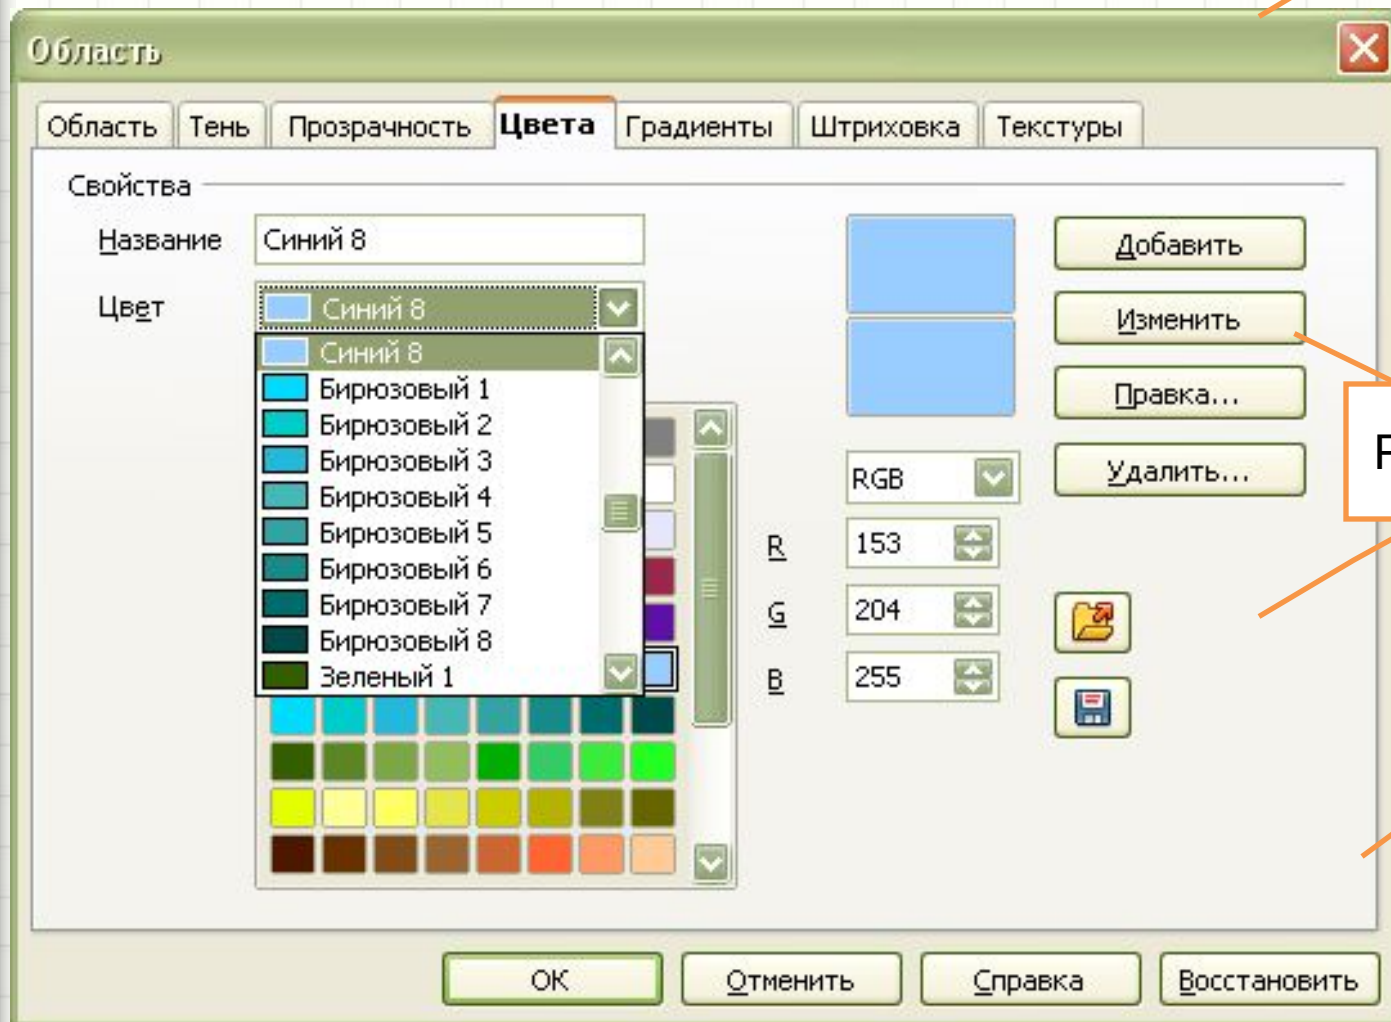 Область
Область Тень Прозрачность Цвета Градиенты Штриховка Текстуры
Свойства
Название Синий 8
Цвет Синий 8
Синий 8
Бирюзовый 1
Бирюзовый 2
Бирюзовый 3
Бирюзовый 4
Бирюзовый 5
Бирюзовый 6
Бирюзовый 7
Бирюзовый 8
Зеленый 1
RGB
R 153
G 204
B 255
Добавить
Изменить
Правка...
Удалить...
ОК Отменить Справка Восстановить